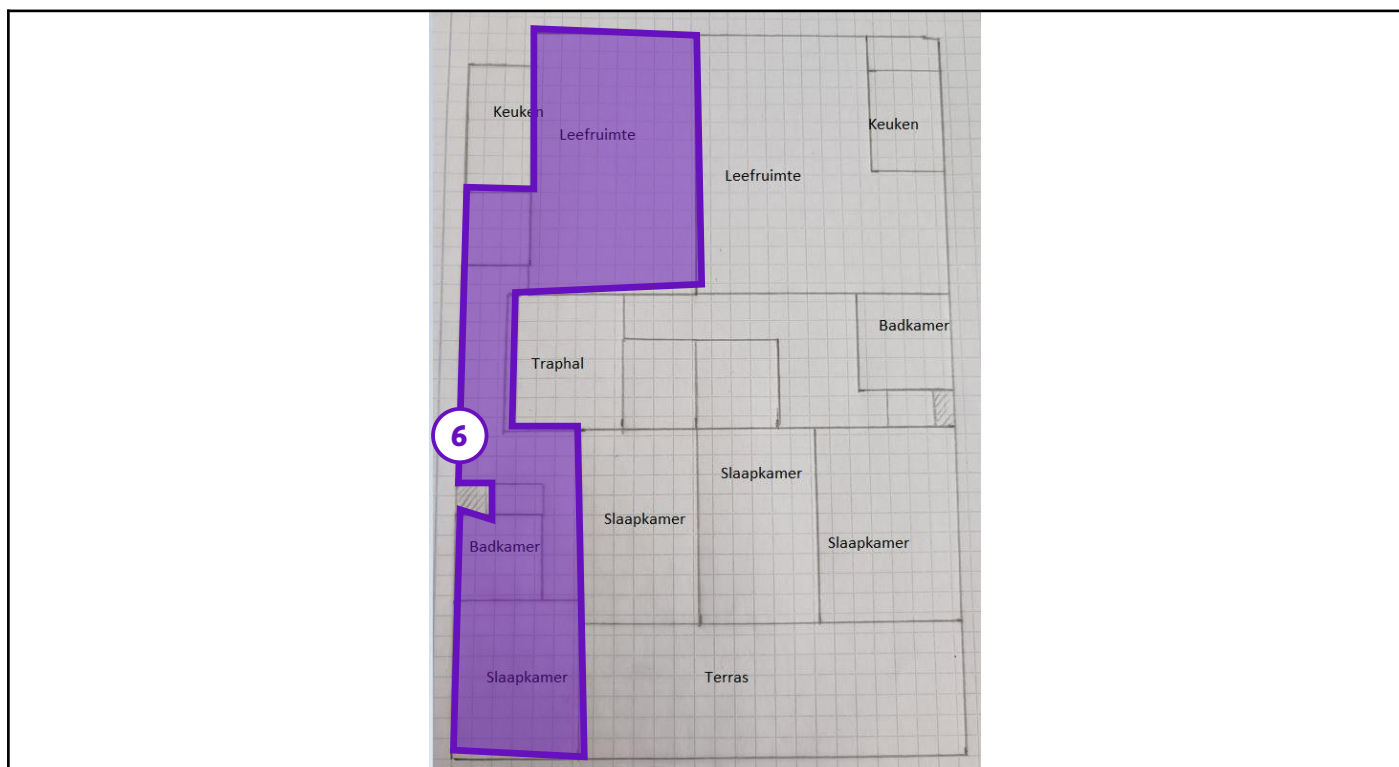 Keuken
Leefruimte
Keuken
Leefruimte
Badkamer
Traphal
6
Slaapkamer
Slaapkamer
Slaapkamer
Badkamer
Slaapkamer
Terras